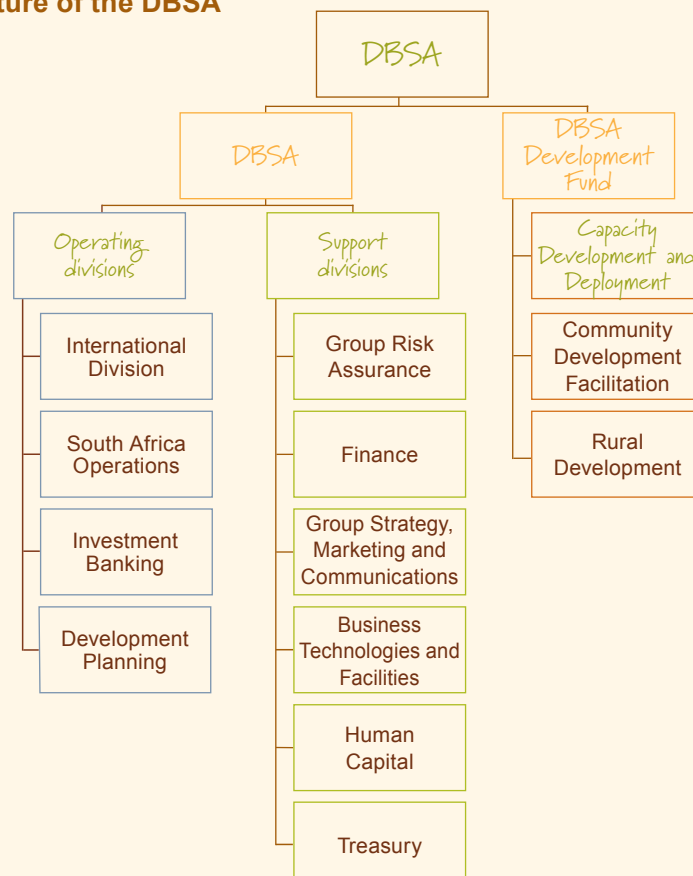 ture of the DBSA
DBSA
DBSA
DBSA
Development
Fund
Operating
divisions
Support
divisions
Capacity
Development and
Deployment
International
Division
Group Risk
Assurance
Community
Development
Facilitation
South Africa
Operations
Finance
Rural
Development
Investment
Banking
Group Strategy,
Marketing and
Communications
Development
Planning
Business
Technologies and
Facilities
Human
Capital
Treasury